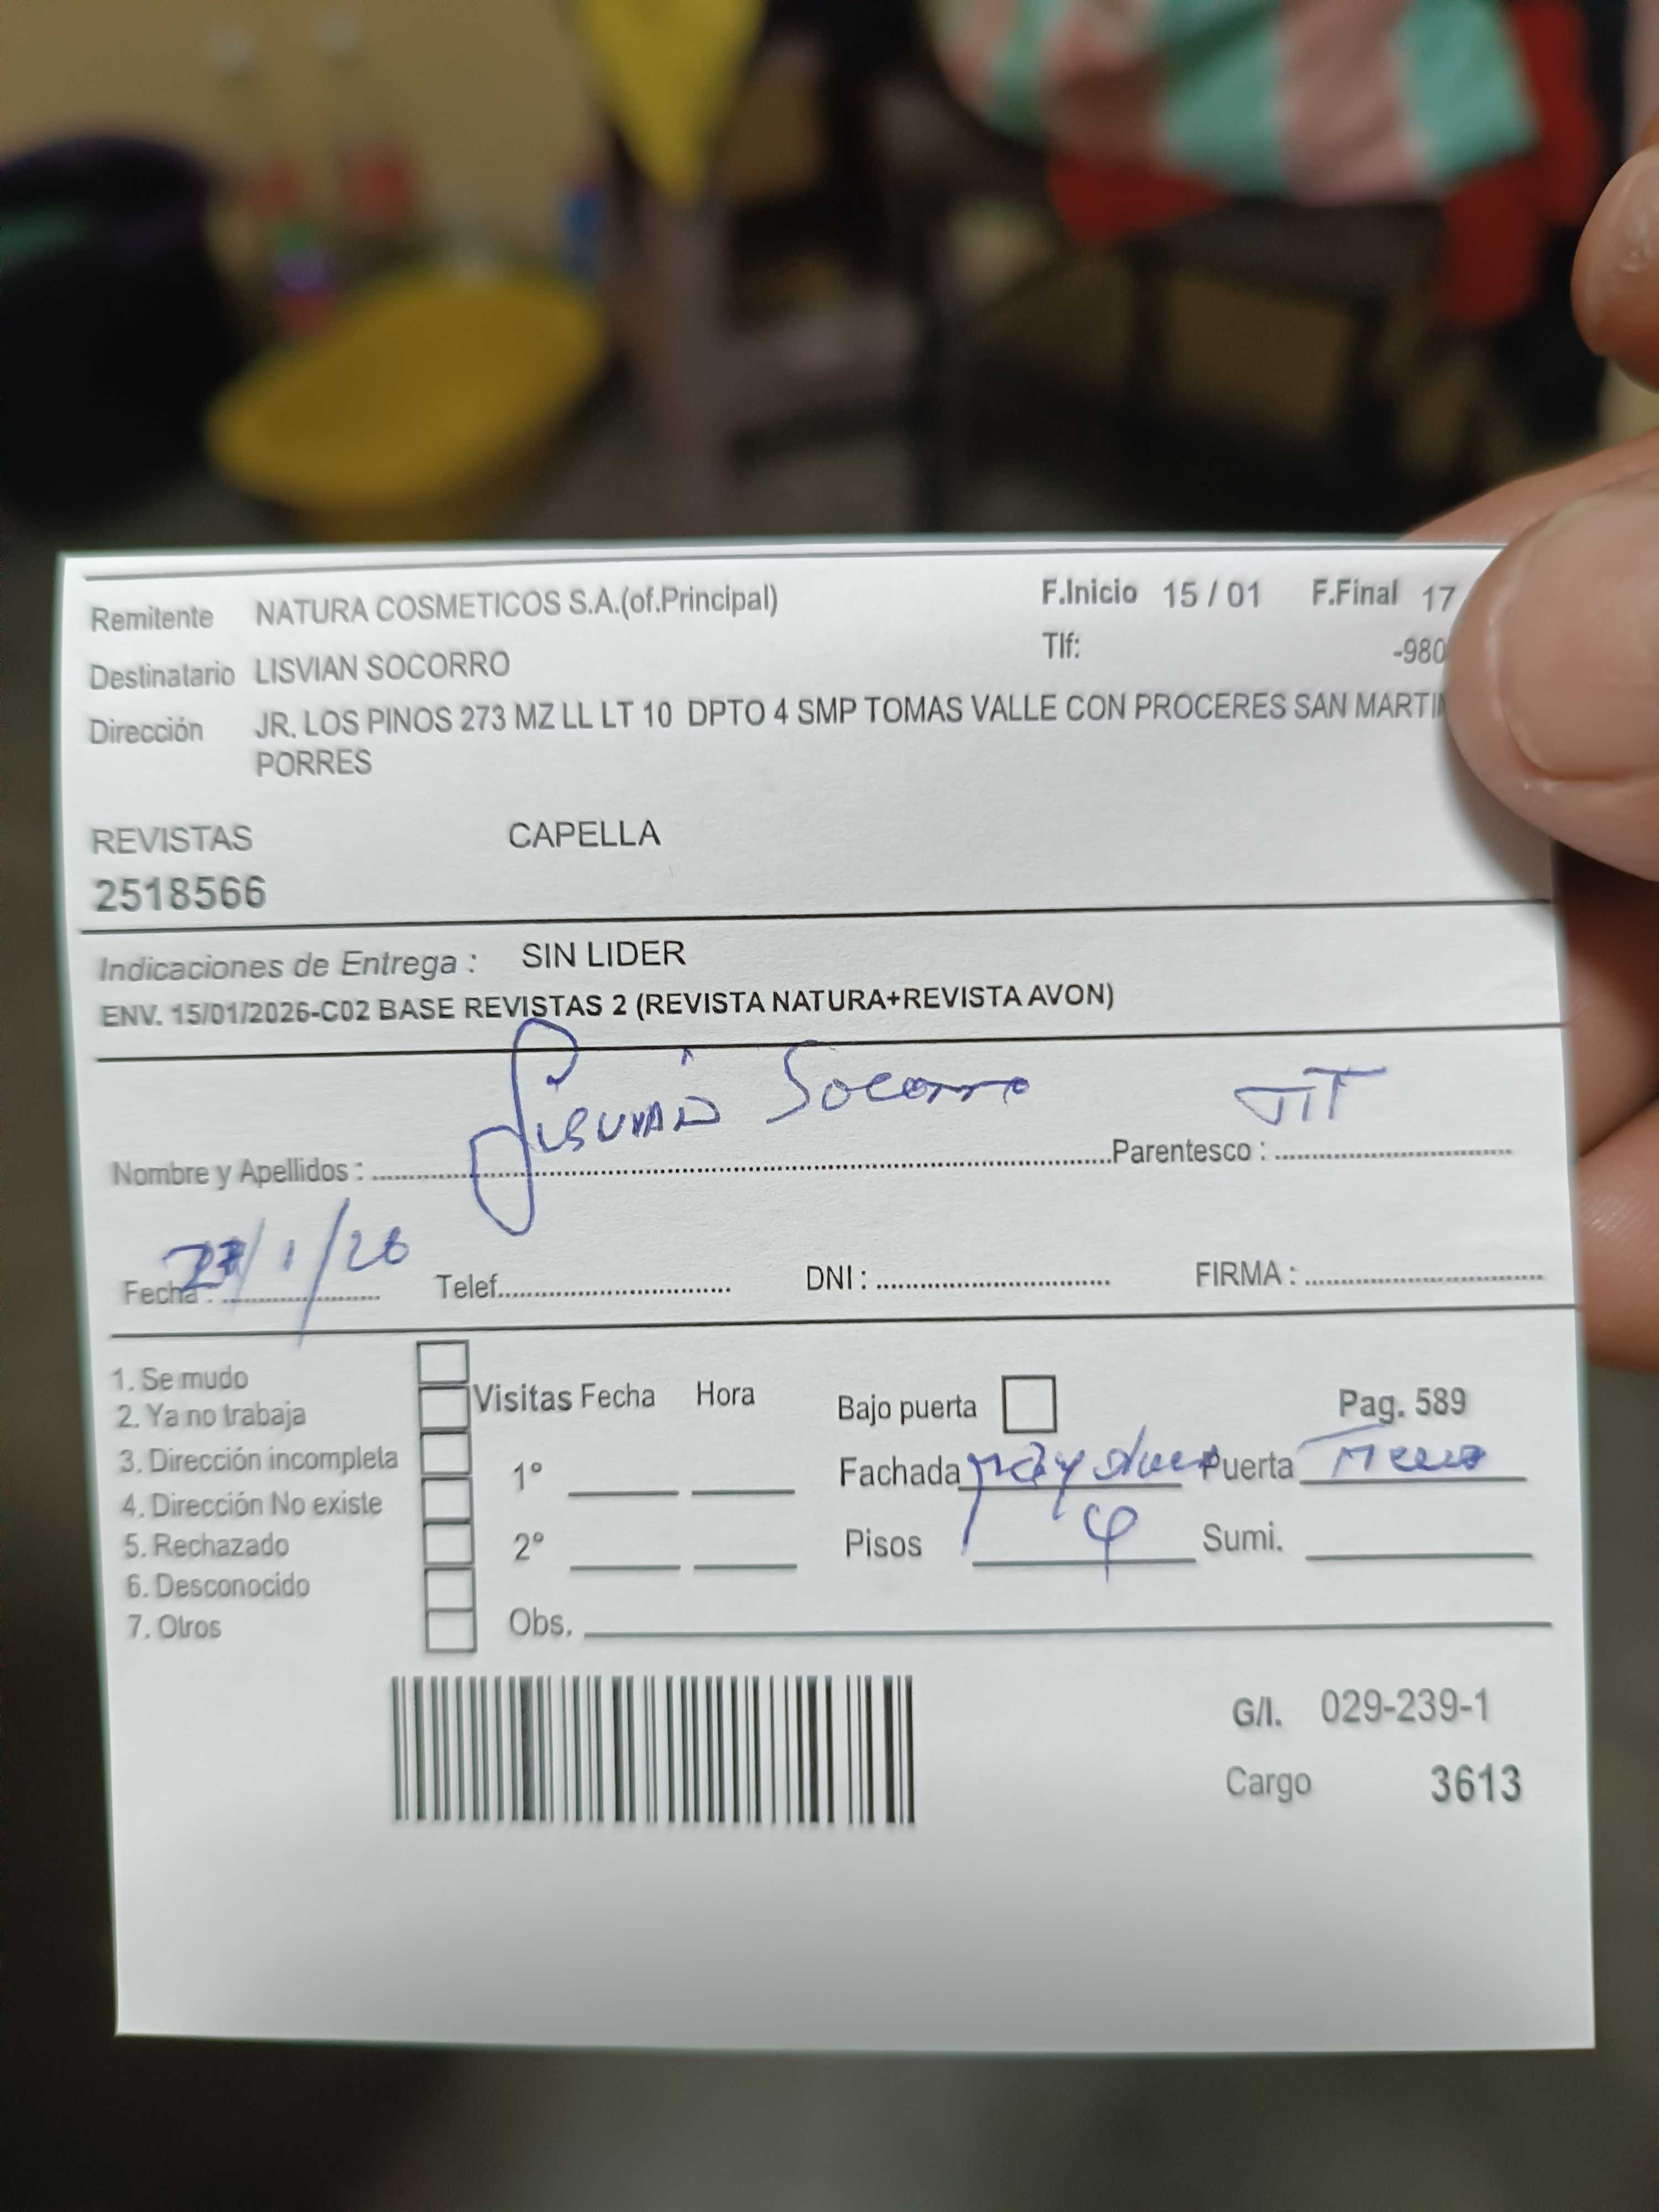 Remitente NATURA COSMETICOS S.A.(of.Principal) F.Inicio 15 / 01 F.Final 17
Destinatario LISVIAN SOCORRO Tlf: -980
Dirección JR. LOS PINOS 273 MZ LL LT 10 DPTO 4 SMP TOMAS VALLE CON PROCERES SAN MARTIN
PORRES
REVISTAS CAPELLA
2518566
Indicaciones de Entrega : SIN LIDER
ENV. 15/01/2026-C02 BASE REVISTAS 2 (REVISTA NATURA+REVISTA AVON)
Nombre y Apellidos : Lisvian Socorro Parentesco : TIT
Fecha : /1/26 Telef. DNI : FIRMA :
1. Se mudo
2. Ya no trabaja Visitas Fecha Hora Bajo puerta Pag. 589
3. Dirección incompleta 1° Fachada Puerta
4. Dirección No existe
5. Rechazado 2° Pisos 4 Sumi.
6. Desconocido
7. Otros Obs.
G/I. 029-239-1
Cargo 3613